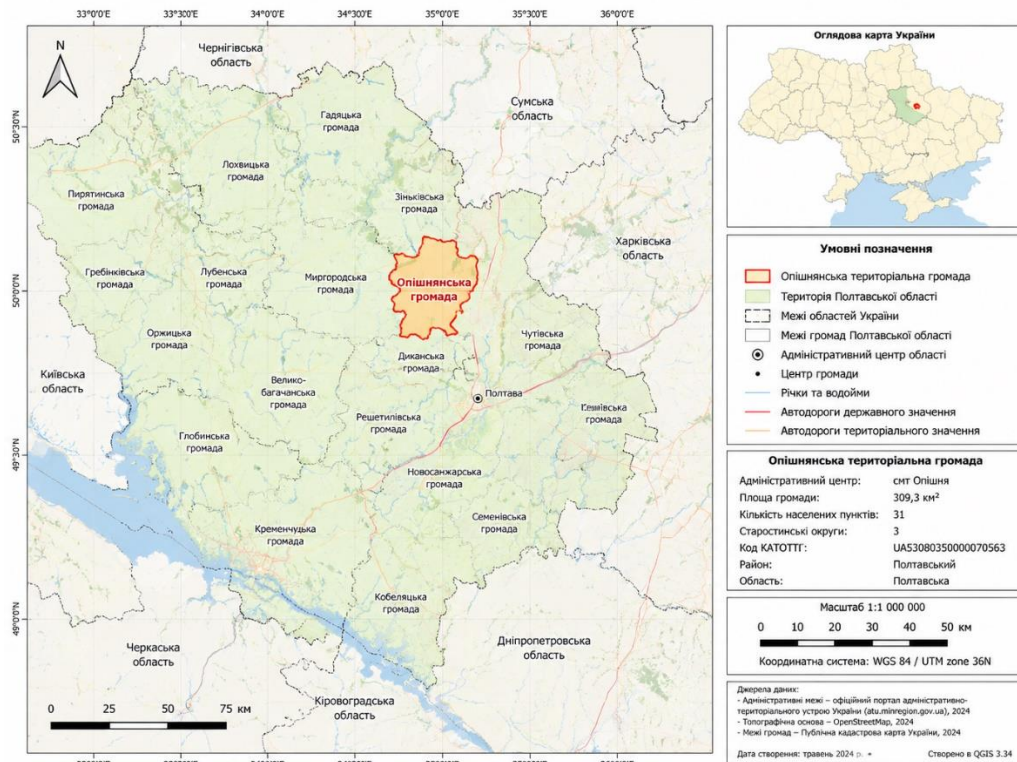 33°0'0"E
33°30'0"E
34°0'0"E
34°30'0"E
35°0'0"E
35°30'0"E
36°0'0"E
N
50°30'0"N
50°0'0"N
49°30'0"N
49°0'0"N
Чернігівська
область
Сумська
область
Гадяцька
громада
Лохвицька
громада
Пирятинська
громада
Зіньківська
громада
Харківська
область
Гребінківська
громада
Лубенська
громада
Миргородська
громада
Опішнянська
громада
Оржицька
громада
Чутівська
громада
Диканська
громада
Київська
область
Велико-
багачанська
громада
Полтава
Решетилівська
громада
Глобинська
громада
громада
Новосанжарська
громада
Семенівська
громада
Кременчуцька
громада
Кобеляцька
громада
Черкаська
область
Дніпропетровська
область
Кіровоградська
область
0 25 50 75 км
Оглядова карта України
Умовні позначення
Опішнянська територіальна громада
Територія Полтавської області
Межі областей України
Межі громад Полтавської області
Адміністративний центр області
Центр громади
Річки та водойми
Автодороги державного значення
Автодороги територіального значення
Опішнянська територіальна громада
Адміністративний центр: смт Опішня
Площа громади: 309,3 км²
Кількість населених пунктів: 31
Старостинські округи: 3
Код КАТОТТГ: UA53080350000070563
Район: Полтавський
Область: Полтавська
Масштаб 1:1 000 000
0 10 20 30 40 50 км
Координатна система: WGS 84 / UTM zone 36N
Джерела даних:
- Адміністративні межі – офіційний портал адміністративно-
територіального устрою України (atu.minregion.gov.ua), 2024
- Топографічна основа – OpenStreetMap, 2024
- Межі громад – Публічна кадастрова карта України, 2024
Дата створення: травень 2024 р.
Створено в QGIS 3.34